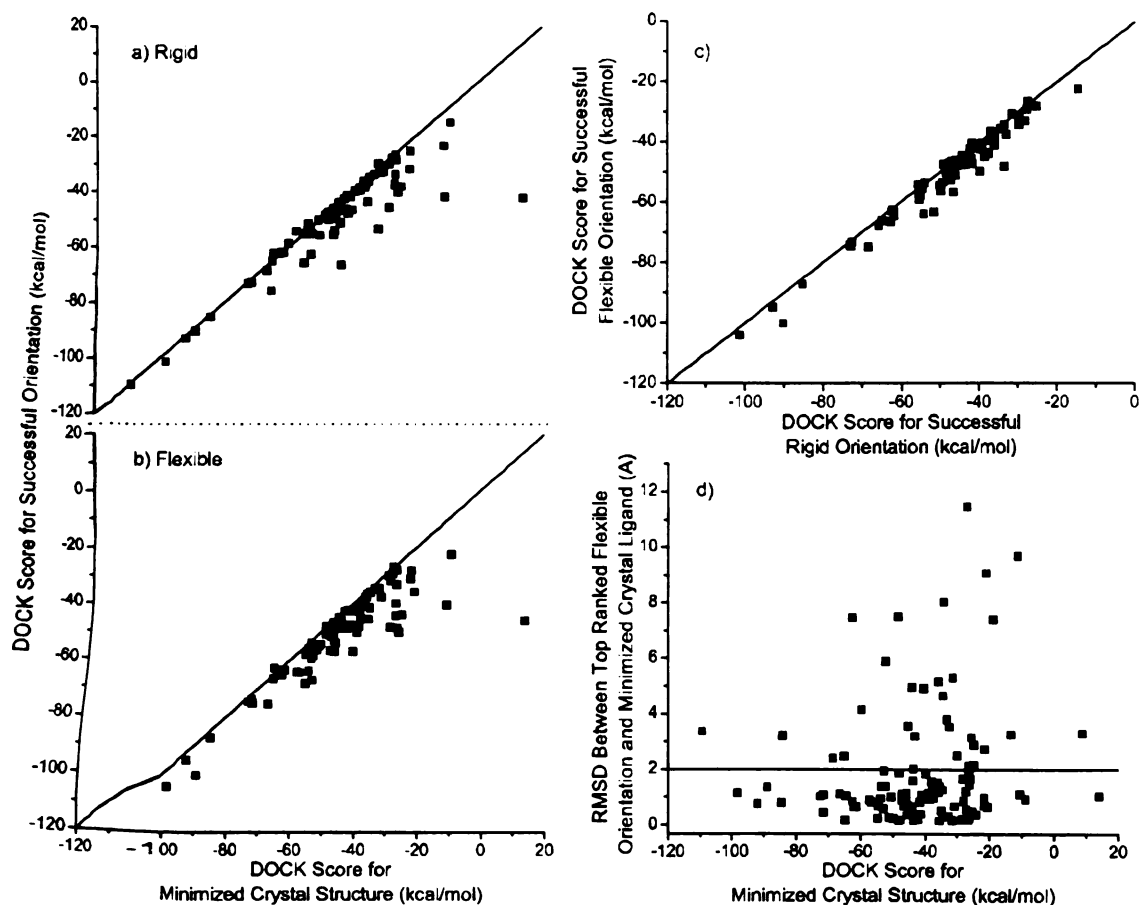 20
0
-20
-40
-60
-80
-100
-120
a) Rigid
DOCK Score for Successful Orientation (kcal/mol)
20
0
-20
-40
-60
-80
-100
-120
b) Flexible
-120 -100 -80 -60 -40 -20 0 20
DOCK Score for
Minimized Crystal Structure (kcal/mol)
0
-20
-40
-60
-80
-100
-120
c)
DOCK Score for Successful
Flexible Orientation (kcal/mol)
-120 -100 -80 -60 -40 -20 0
DOCK Score for Successful
Rigid Orientation (kcal/mol)
12
10
8
6
4
2
0
d)
RMSD Between Top Ranked Flexible
Orientation and Minimized Crystal Ligand (A)
-120 -100 -80 -60 -40 -20 0 20
DOCK Score for
Minimized Crystal Structure (kcal/mol)